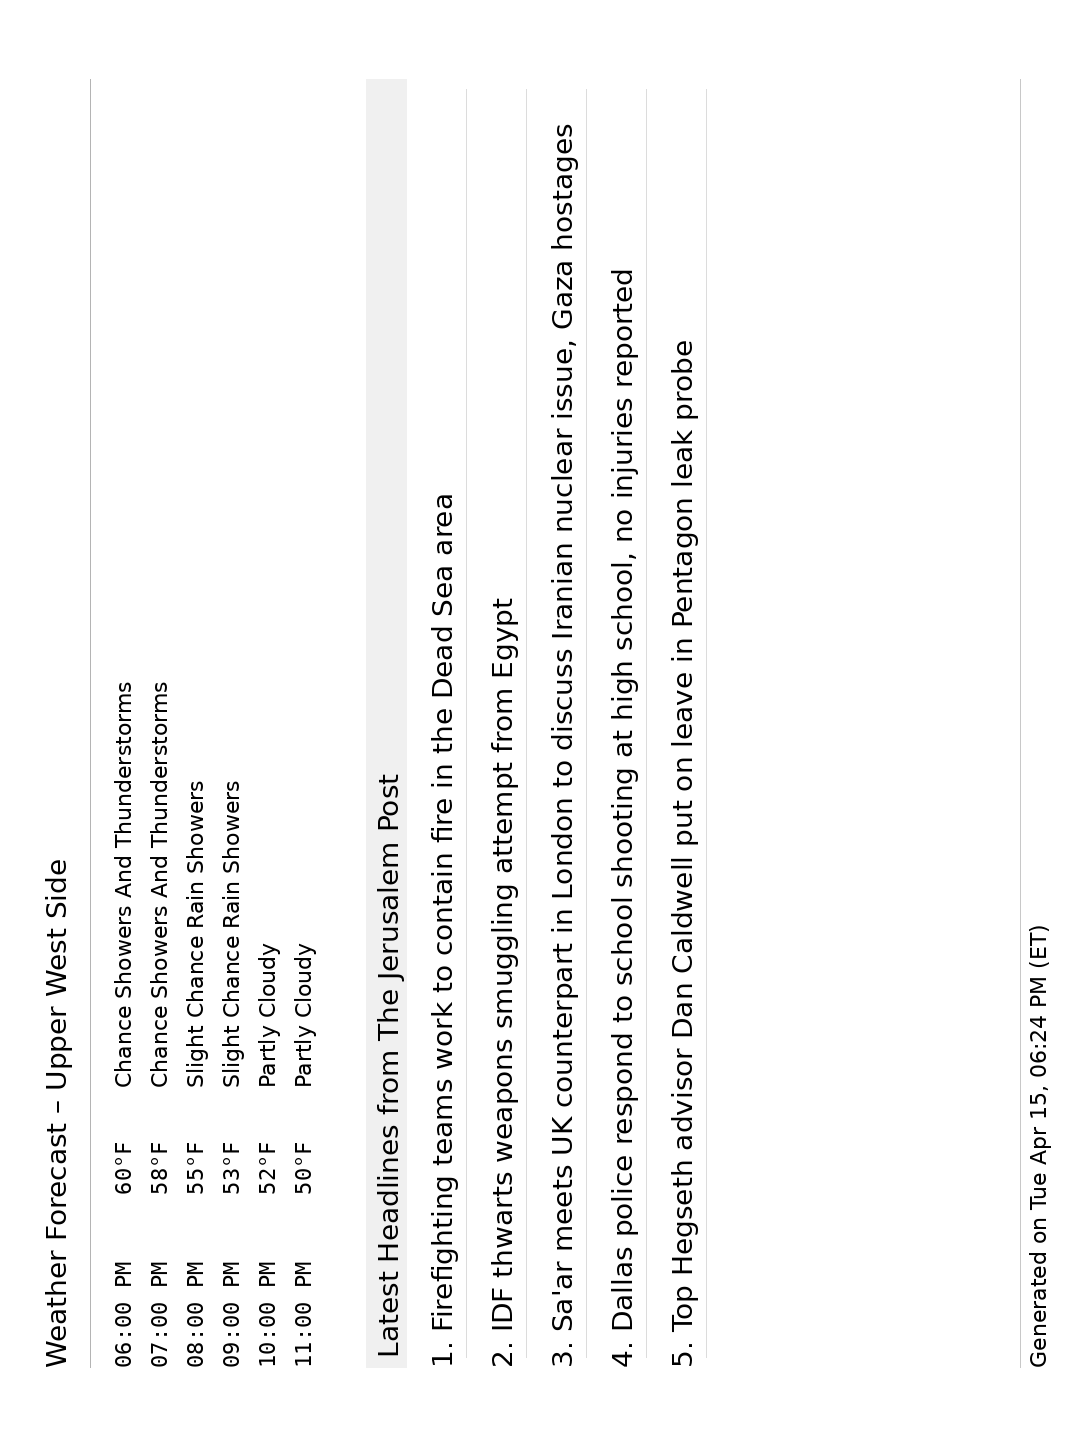 Weather Forecast – Upper West Side
06:00 PM 60°F Chance Showers And Thunderstorms
07:00 PM 58°F Chance Showers And Thunderstorms
08:00 PM 55°F Slight Chance Rain Showers
09:00 PM 53°F Slight Chance Rain Showers
10:00 PM 52°F Partly Cloudy
11:00 PM 50°F Partly Cloudy
Latest Headlines from The Jerusalem Post
1. Firefighting teams work to contain fire in the Dead Sea area
2. IDF thwarts weapons smuggling attempt from Egypt
3. Sa'ar meets UK counterpart in London to discuss Iranian nuclear issue, Gaza hostages
4. Dallas police respond to school shooting at high school, no injuries reported
5. Top Hegseth advisor Dan Caldwell put on leave in Pentagon leak probe
Generated on Tue Apr 15, 06:24 PM (ET)